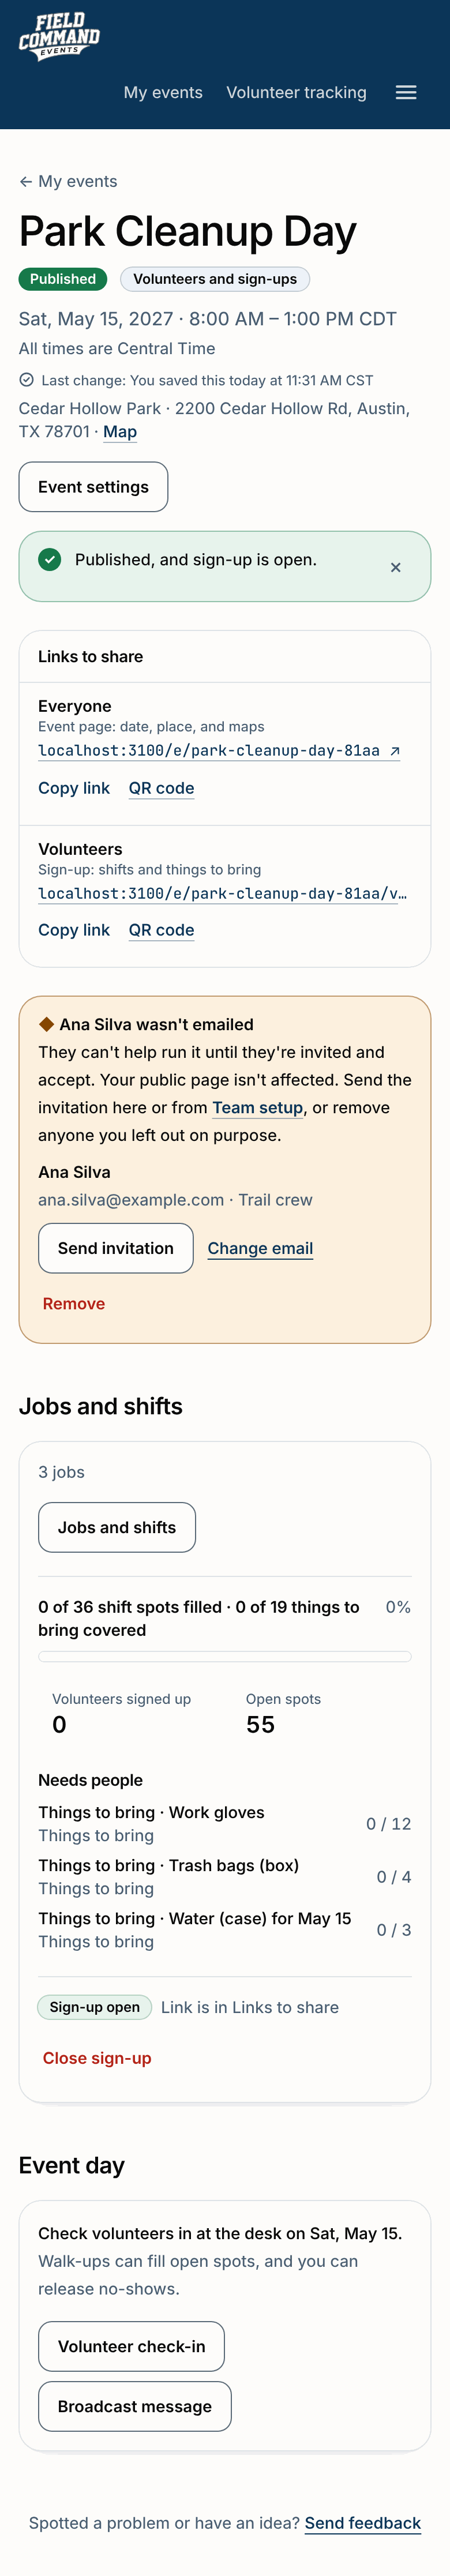 FIELD
COMMAND
EVENTS
My events
Volunteer tracking
← My events
Park Cleanup Day
Published
Volunteers and sign-ups
Sat, May 15, 2027 · 8:00 AM – 1:00 PM CDT
All times are Central Time
Last change: You saved this today at 11:31 AM CST
Cedar Hollow Park · 2200 Cedar Hollow Rd, Austin,
TX 78701 · Map
Event settings
Published, and sign-up is open.
×
Links to share
Everyone
Event page: date, place, and maps
localhost:3100/e/park-cleanup-day-81aa ↗
Copy link
QR code
Volunteers
Sign-up: shifts and things to bring
localhost:3100/e/park-cleanup-day-81aa/v…
Copy link
QR code
Ana Silva wasn't emailed
They can't help run it until they're invited and
accept. Your public page isn't affected. Send the
invitation here or from Team setup, or remove
anyone you left out on purpose.
Ana Silva
ana.silva@example.com · Trail crew
Send invitation
Change email
Remove
Jobs and shifts
3 jobs
Jobs and shifts
0 of 36 shift spots filled · 0 of 19 things to
bring covered
0%
Volunteers signed up
0
Open spots
55
Needs people
Things to bring · Work gloves
Things to bring
0 / 12
Things to bring · Trash bags (box)
Things to bring
0 / 4
Things to bring · Water (case) for May 15
Things to bring
0 / 3
Sign-up open
Link is in Links to share
Close sign-up
Event day
Check volunteers in at the desk on Sat, May 15.
Walk-ups can fill open spots, and you can
release no-shows.
Volunteer check-in
Broadcast message
Spotted a problem or have an idea? Send feedback